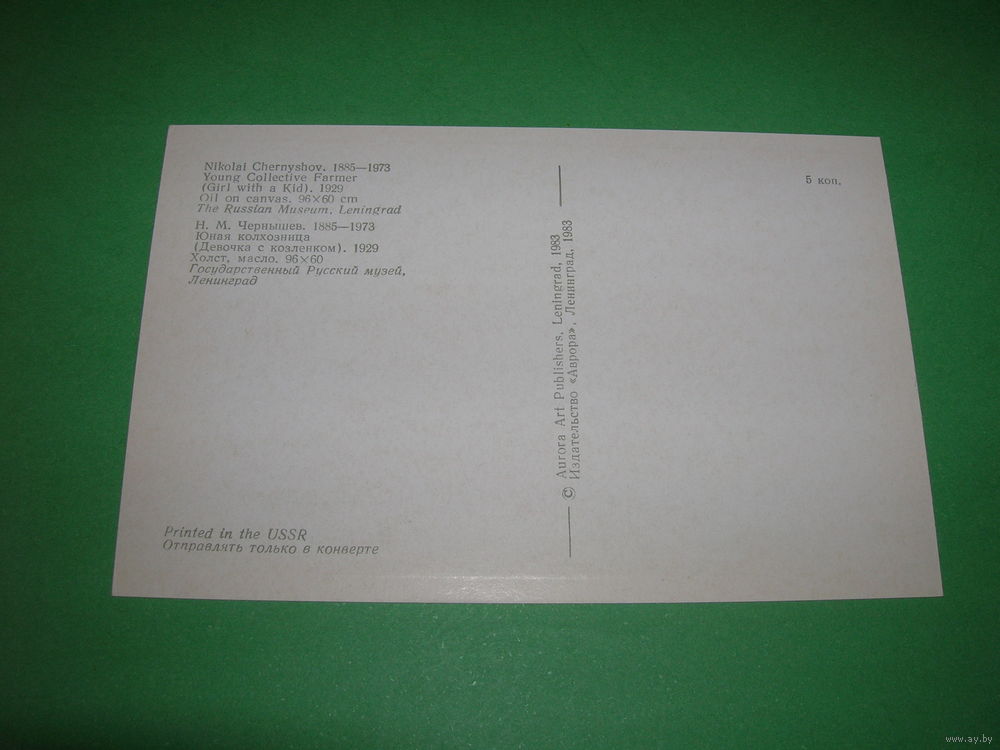 Nikolai Chernyshov. 1885—1973
Young Collective Farmer
(Girl with a Kid). 1929
Oil on canvas. 96×60 cm
The Russian Museum, Leningrad
Н. М. Чернышев. 1885—1973
Юная колхозница
(Девочка с козленком). 1929
Холст, масло. 96×60
Государственный Русский музей,
Ленинград
Printed in the USSR
Отправлять только в конверте
© Aurora Art Publishers, Leningrad, 1983
Издательство «Аврора», Ленинград, 1983
5 коп.
www.ay.by